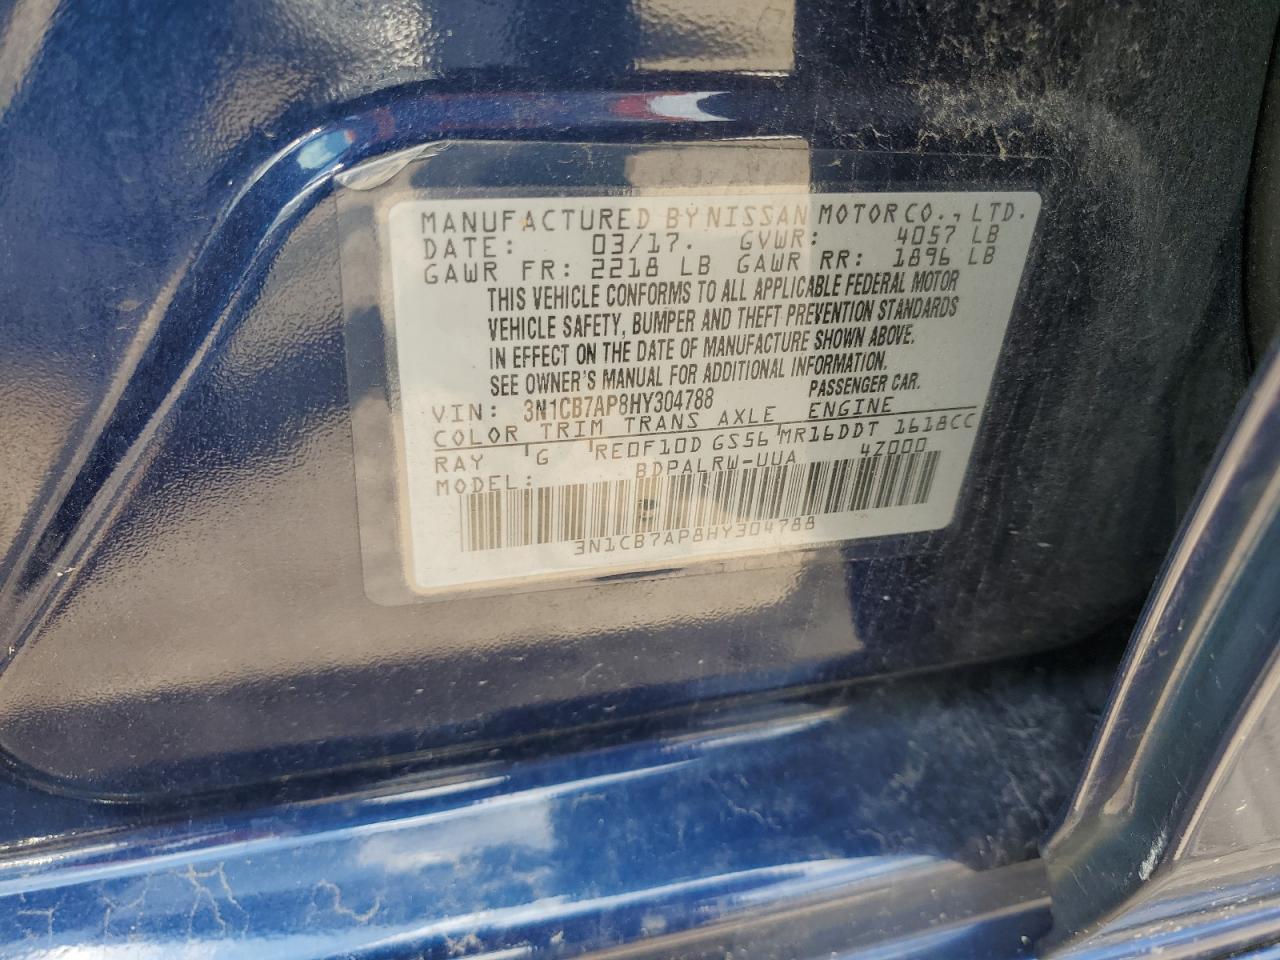 MANUFACTURED BY NISSAN MOTOR CO., LTD.
DATE: 03/17. GVWR: 4057 LB
GAWR FR: 2218 LB GAWR RR: 1896 LB
THIS VEHICLE CONFORMS TO ALL APPLICABLE FEDERAL MOTOR
VEHICLE SAFETY, BUMPER AND THEFT PREVENTION STANDARDS
IN EFFECT ON THE DATE OF MANUFACTURE SHOWN ABOVE.
SEE OWNER'S MANUAL FOR ADDITIONAL INFORMATION.
VIN: 3N1CB7AP8HY304788 PASSENGER CAR.
COLOR TRIM TRANS AXLE ENGINE
RAY G RE0F10D GS56 MR16DDT 1618CC
MODEL: BDPALRW-UUA 4Z000
3N1CB7AP8HY304788